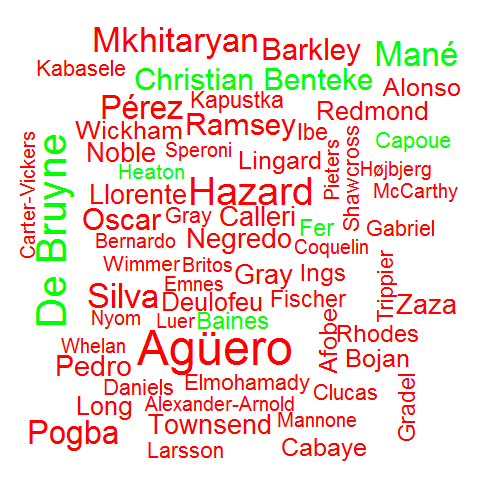 Mkhitaryan
Barkley
Mané
Kabasele
Christian Benteke
Alonso
Pérez
Kapustka
Redmond
Wickham
Ramsey
Ibe
Capoue
Noble
Speroni
Lingard
Pieters
Shawcross
Højbjerg
Heaton
Carter-Vickers
De Bruyne
Llorente
Hazard
McCarthy
Oscar
Gray
Calleri
Fer
Gabriel
Bernardo
Negredo
Coquelin
Wimmer
Britos
Gray
Ings
Trippier
Silva
Emnes
Deulofeu
Fischer
Zaza
Nyom
Luer
Baines
Afobe
Rhodes
Whelan
Agüero
Bojan
Pedro
Daniels
Elmohamady
Clucas
Gradel
Long
Alexander-Arnold
Mannone
Pogba
Townsend
Larsson
Cabaye